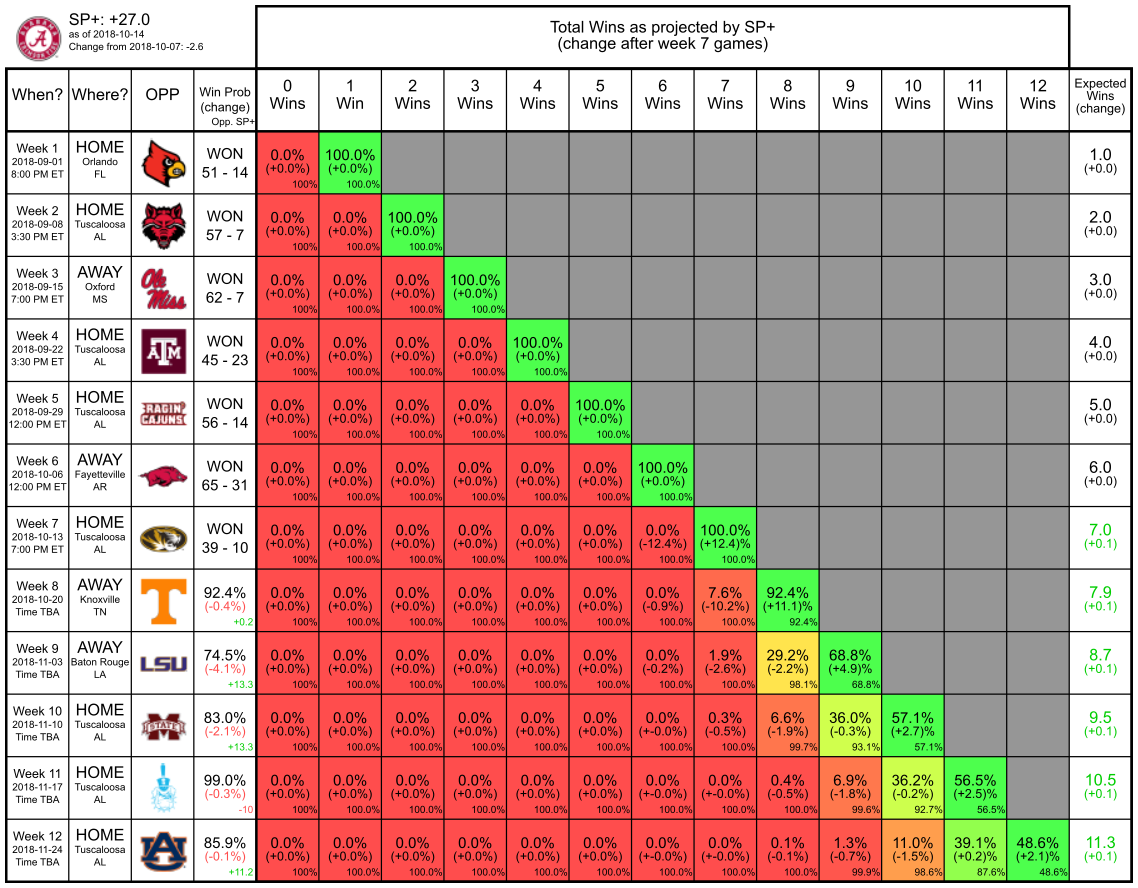 SP+: +27.0
as of 2018-10-14
Change from 2018-10-07: -2.6
ALABAMA
A
CRIMSON TIDE
Total Wins as projected by SP+
(change after week 7 games)
When? Where? OPP Win Prob (change) Opp. SP+ 0 Wins 1 Win 2 Wins 3 Wins 4 Wins 5 Wins 6 Wins 7 Wins 8 Wins 9 Wins 10 Wins 11 Wins 12 Wins Expected Wins (change)
Week 1 HOME WON 0.0% 100.0% 1.0
2018-09-01 Orlando (+0.0%) (+0.0%) (+0.0)
8:00 PM ET FL 51 - 14 100% 100.0%
Week 2 HOME WON 0.0% 0.0% 100.0% 2.0
2018-09-08 Tuscaloosa (+0.0%) (+0.0%) (+0.0%) (+0.0)
3:30 PM ET AL 57 - 7 100% 100.0% 100.0%
Week 3 AWAY Ole Miss WON 0.0% 0.0% 0.0% 100.0% 3.0
2018-09-15 Oxford (+0.0%) (+0.0%) (+0.0%) (+0.0%) (+0.0)
7:00 PM ET MS 62 - 7 100% 100.0% 100.0% 100.0%
Week 4 HOME ATM WON 0.0% 0.0% 0.0% 0.0% 100.0% 4.0
2018-09-22 Tuscaloosa (+0.0%) (+0.0%) (+0.0%) (+0.0%) (+0.0%) (+0.0)
3:30 PM ET AL 45 - 23 100% 100.0% 100.0% 100.0% 100.0%
Week 5 HOME RAGIN' CAJUNS WON 0.0% 0.0% 0.0% 0.0% 0.0% 100.0% 5.0
2018-09-29 Tuscaloosa (+0.0%) (+0.0%) (+0.0%) (+0.0%) (+0.0%) (+0.0%) (+0.0)
12:00 PM ET AL 56 - 14 100% 100.0% 100.0% 100.0% 100.0% 100.0%
Week 6 AWAY WON 0.0% 0.0% 0.0% 0.0% 0.0% 0.0% 100.0% 6.0
2018-10-06 Fayetteville (+0.0%) (+0.0%) (+0.0%) (+0.0%) (+0.0%) (+0.0%) (+0.0%) (+0.0)
12:00 PM ET AR 65 - 31 100% 100.0% 100.0% 100.0% 100.0% 100.0% 100.0%
Week 7 HOME WON 0.0% 0.0% 0.0% 0.0% 0.0% 0.0% 0.0% 100.0% 7.0
2018-10-13 Tuscaloosa (+0.0%) (+0.0%) (+0.0%) (+0.0%) (+0.0%) (+0.0%) (-12.4%) (+12.4)% (+0.1)
7:00 PM ET AL 39 - 10 100% 100.0% 100.0% 100.0% 100.0% 100.0% 100.0% 100.0%
Week 8 AWAY T 92.4% 0.0% 0.0% 0.0% 0.0% 0.0% 0.0% 0.0% 7.6% 92.4% 7.9
2018-10-20 Knoxville (-0.4%) (+0.0%) (+0.0%) (+0.0%) (+0.0%) (+0.0%) (+0.0%) (-0.9%) (-10.2%) (+11.1)% (+0.1)
Time TBA TN +0.2 100% 100.0% 100.0% 100.0% 100.0% 100.0% 100.0% 100.0% 92.4%
Week 9 AWAY LSU 74.5% 0.0% 0.0% 0.0% 0.0% 0.0% 0.0% 0.0% 1.9% 29.2% 68.8% 8.7
2018-11-03 Baton Rouge (-4.1%) (+0.0%) (+0.0%) (+0.0%) (+0.0%) (+0.0%) (+0.0%) (-0.2%) (-2.6%) (-2.2%) (+4.9)% (+0.1)
Time TBA LA +13.3 100% 100.0% 100.0% 100.0% 100.0% 100.0% 100.0% 100.0% 98.1% 68.8%
Week 10 HOME M STATE 83.0% 0.0% 0.0% 0.0% 0.0% 0.0% 0.0% 0.0% 0.3% 6.6% 36.0% 57.1% 9.5
2018-11-10 Tuscaloosa (-2.1%) (+0.0%) (+0.0%) (+0.0%) (+0.0%) (+0.0%) (+0.0%) (+-0.0%) (-0.5%) (-1.9%) (-0.3%) (+2.7)% (+0.1)
Time TBA AL +13.3 100% 100.0% 100.0% 100.0% 100.0% 100.0% 100.0% 100.0% 99.7% 93.1% 57.1%
Week 11 HOME 99.0% 0.0% 0.0% 0.0% 0.0% 0.0% 0.0% 0.0% 0.0% 0.4% 6.9% 36.2% 56.5% 10.5
2018-11-17 Tuscaloosa (-0.3%) (+0.0%) (+0.0%) (+0.0%) (+0.0%) (+0.0%) (+0.0%) (+-0.0%) (+-0.0%) (-0.5%) (-1.8%) (-0.2%) (+2.5)% (+0.1)
Time TBA AL -10 100% 100.0% 100.0% 100.0% 100.0% 100.0% 100.0% 100.0% 100.0% 99.6% 92.7% 56.5%
Week 12 HOME AU 85.9% 0.0% 0.0% 0.0% 0.0% 0.0% 0.0% 0.0% 0.0% 0.1% 1.3% 11.0% 39.1% 48.6% 11.3
2018-11-24 Tuscaloosa (-0.1%) (+0.0%) (+0.0%) (+0.0%) (+0.0%) (+0.0%) (+0.0%) (+-0.0%) (-0.0%) (-0.1%) (-0.7%) (-1.5%) (+0.2)% (+2.1)% (+0.1)
Time TBA AL +11.2 100% 100.0% 100.0% 100.0% 100.0% 100.0% 100.0% 100.0% 100.0% 99.9% 98.6% 87.6% 48.6%